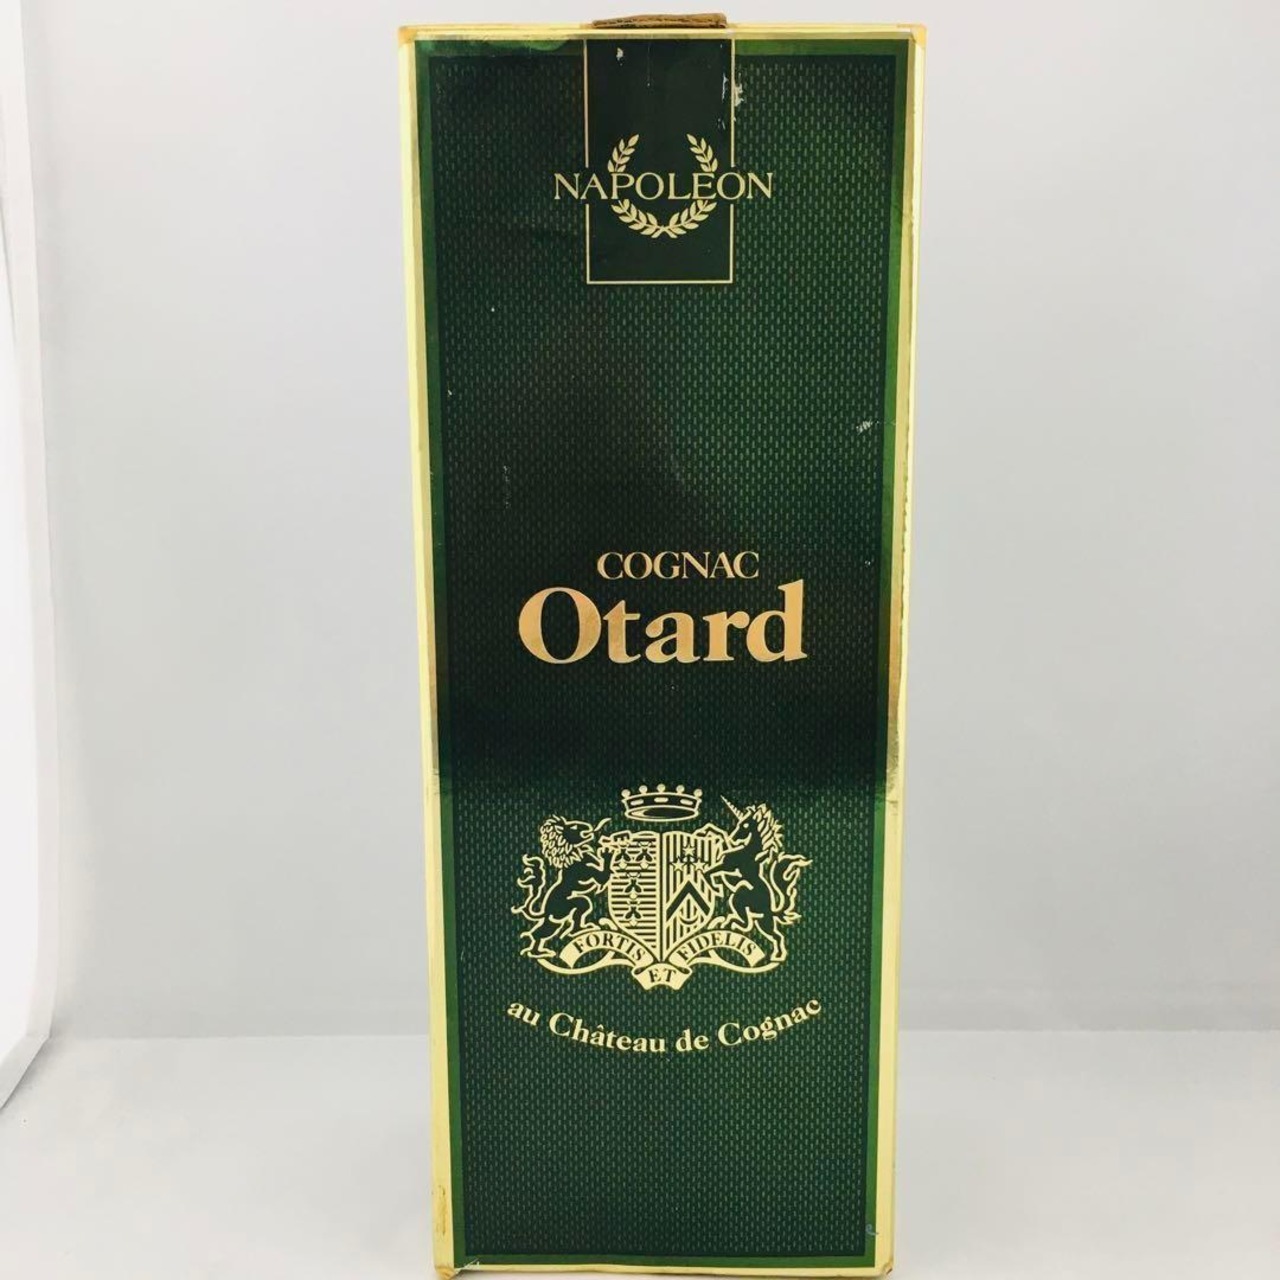 NAPOLEON
COGNAC
Otard
FORTIS ET FIDELIS
au Château de Cognac